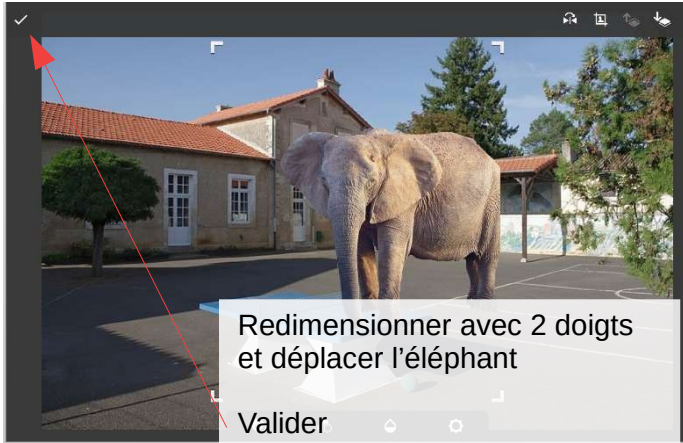 Redimensionner avec 2 doigts
et déplacer l’éléphant
Valider